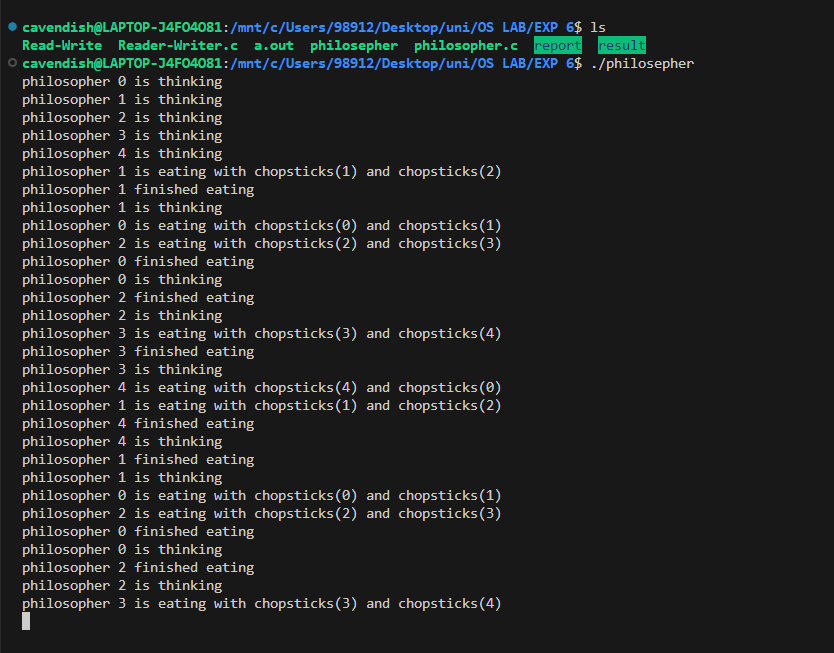 cavendish@LAPTOP-J4FO4O81:/mnt/c/Users/98912/Desktop/uni/OS LAB/EXP 6$ ls
Read-Write  Reader-Writer.c  a.out  philosepher  philosopher.c  report  result
cavendish@LAPTOP-J4FO4O81:/mnt/c/Users/98912/Desktop/uni/OS LAB/EXP 6$ ./philosepher
philosopher 0 is thinking
philosopher 1 is thinking
philosopher 2 is thinking
philosopher 3 is thinking
philosopher 4 is thinking
philosopher 1 is eating with chopsticks(1) and chopsticks(2)
philosopher 1 finished eating
philosopher 1 is thinking
philosopher 0 is eating with chopsticks(0) and chopsticks(1)
philosopher 2 is eating with chopsticks(2) and chopsticks(3)
philosopher 0 finished eating
philosopher 0 is thinking
philosopher 2 finished eating
philosopher 2 is thinking
philosopher 3 is eating with chopsticks(3) and chopsticks(4)
philosopher 3 finished eating
philosopher 3 is thinking
philosopher 4 is eating with chopsticks(4) and chopsticks(0)
philosopher 1 is eating with chopsticks(1) and chopsticks(2)
philosopher 4 finished eating
philosopher 4 is thinking
philosopher 1 finished eating
philosopher 1 is thinking
philosopher 0 is eating with chopsticks(0) and chopsticks(1)
philosopher 2 is eating with chopsticks(2) and chopsticks(3)
philosopher 0 finished eating
philosopher 0 is thinking
philosopher 2 finished eating
philosopher 2 is thinking
philosopher 3 is eating with chopsticks(3) and chopsticks(4)